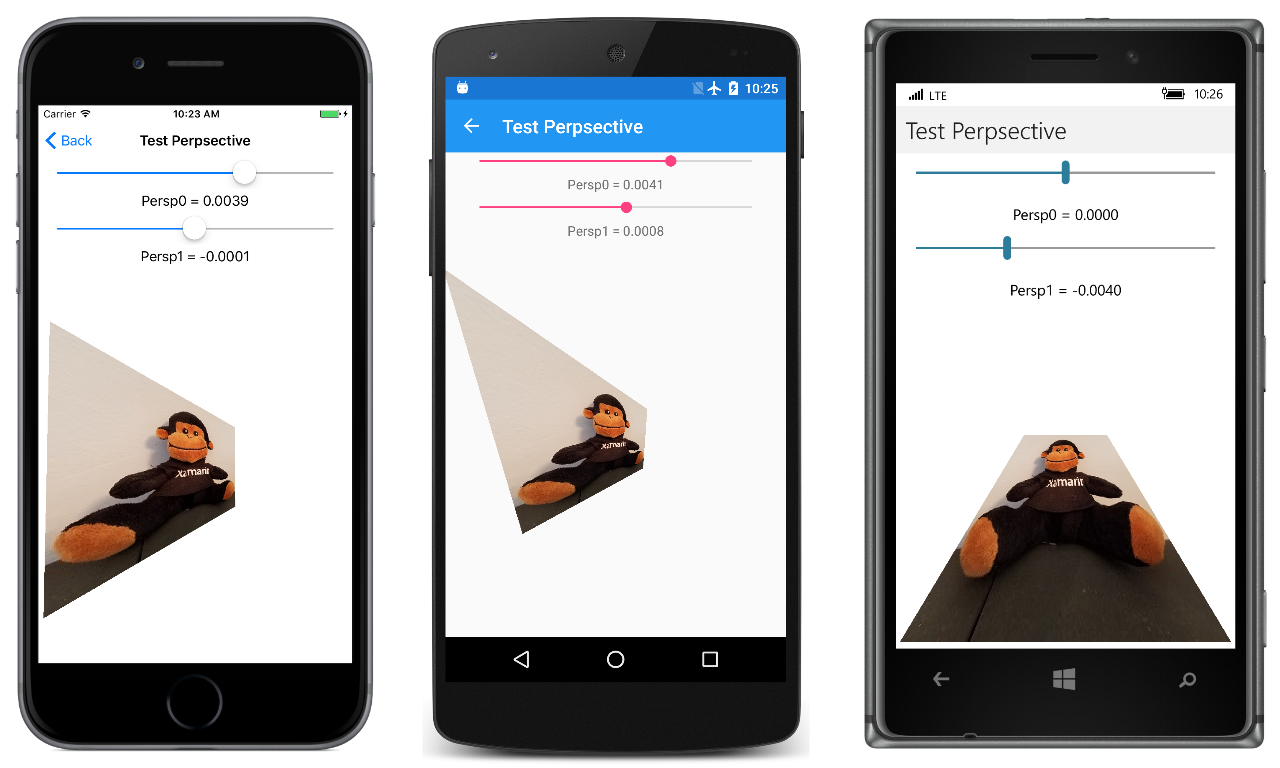 Carrier
10:23 AM
Back
Test Perpsective
Persp0 = 0.0039
Persp1 = -0.0001
Xamarin
10:25
Test Perpsective
Persp0 = 0.0041
Persp1 = 0.0008
Xamarin
LTE
10:26
Test Perpsective
Persp0 = 0.0000
Persp1 = -0.0040
Xamarin